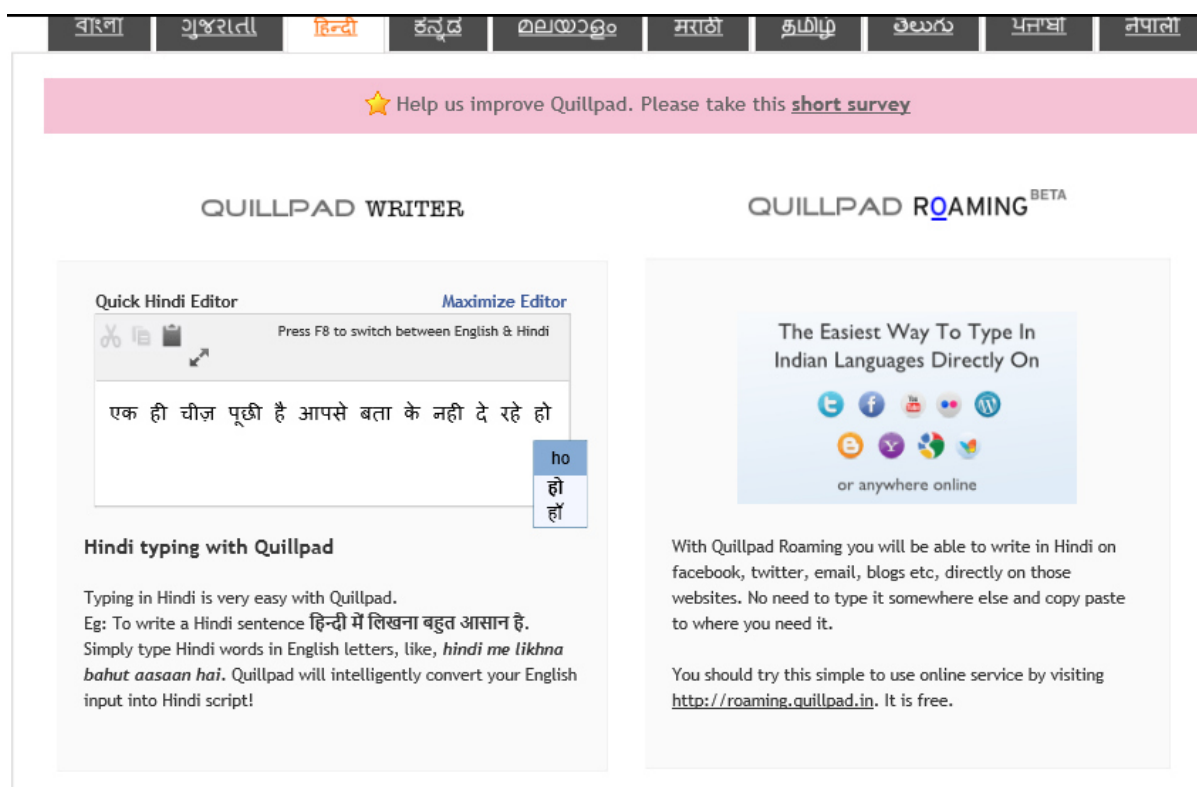 বাংলা ગુજરાતી हिन्दी ಕನ್ನಡ മലയാളം मराठी தமிழ் తెలుగు ਪੰਜਾਬੀ नेपाली
Help us improve Quillpad. Please take this short survey
QUILLPAD WRITER
Quick Hindi Editor Maximize Editor
Press F8 to switch between English & Hindi
एक ही चीज़ पूछी है आपसे बता के नही दे रहे हो
ho
हो
हॉ
Hindi typing with Quillpad
Typing in Hindi is very easy with Quillpad.
Eg: To write a Hindi sentence हिन्दी में लिखना बहुत आसान है.
Simply type Hindi words in English letters, like, hindi me likhna
bahut aasaan hai. Quillpad will intelligently convert your English
input into Hindi script!
QUILLPAD ROAMING BETA
The Easiest Way To Type In
Indian Languages Directly On
or anywhere online
With Quillpad Roaming you will be able to write in Hindi on
facebook, twitter, email, blogs etc, directly on those
websites. No need to type it somewhere else and copy paste
to where you need it.
You should try this simple to use online service by visiting
http://roaming.quillpad.in. It is free.